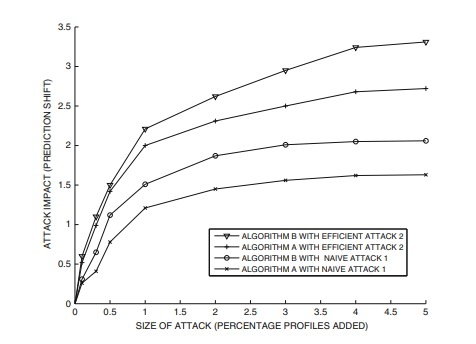 3.5
3
2.5
2
1.5
1
0.5
0
ATTACK IMPACT (PREDICTION SHIFT)
ALGORITHM B WITH EFFICIENT ATTACK 2
ALGORITHM A WITH EFFICIENT ATTACK 2
ALGORITHM B WITH NAIVE ATTACK 1
ALGORITHM A WITH NAIVE ATTACK 1
0 0.5 1 1.5 2 2.5 3 3.5 4 4.5 5
SIZE OF ATTACK (PERCENTAGE PROFILES ADDED)